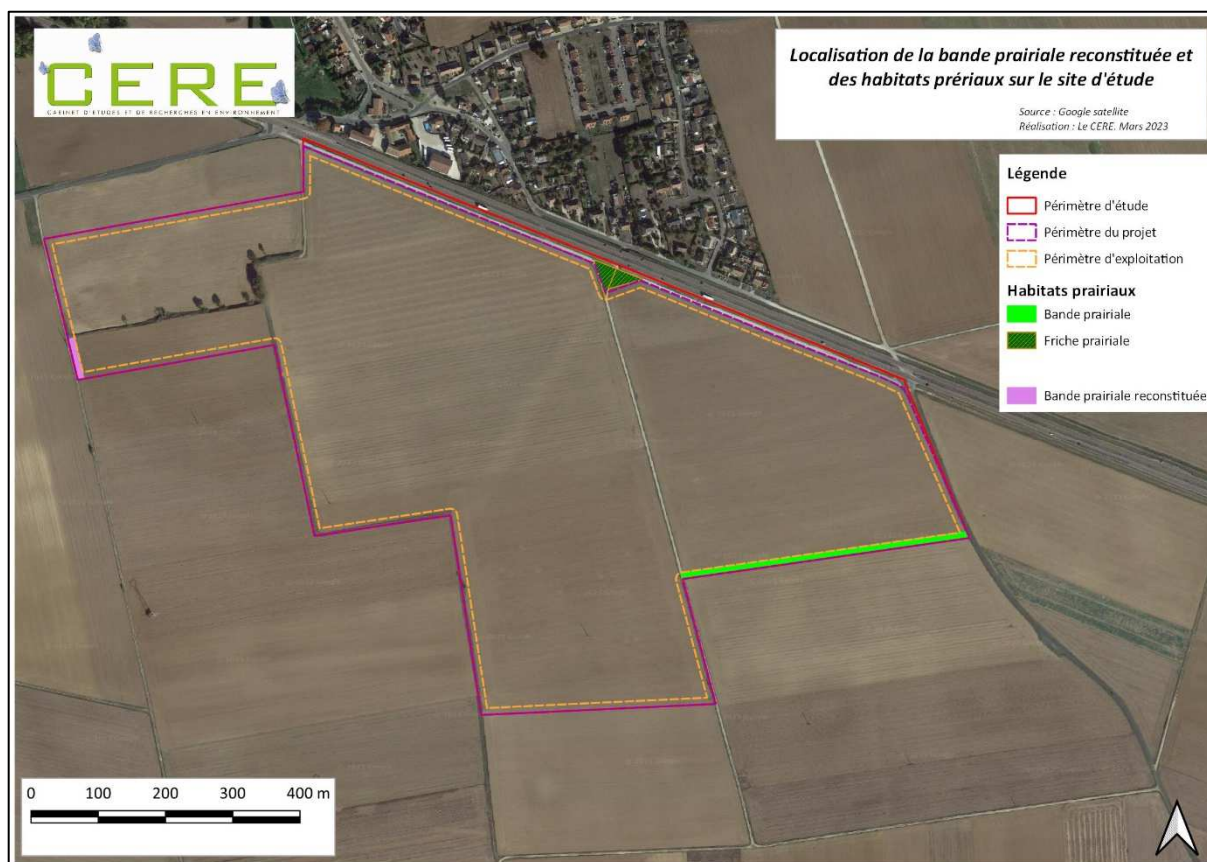 CERE
CABINET D'ÉTUDES ET DE RECHERCHES EN ENVIRONNEMENT
Localisation de la bande prairiale reconstituée et
des habitats prériaux sur le site d'étude
Source : Google satellite
Réalisation : Le CERE. Mars 2023
Légende
Périmètre d'étude
Périmètre du projet
Périmètre d'exploitation
Habitats prairiaux
Bande prairiale
Friche prairiale
Bande prairiale reconstituée
0 100 200 300 400 m